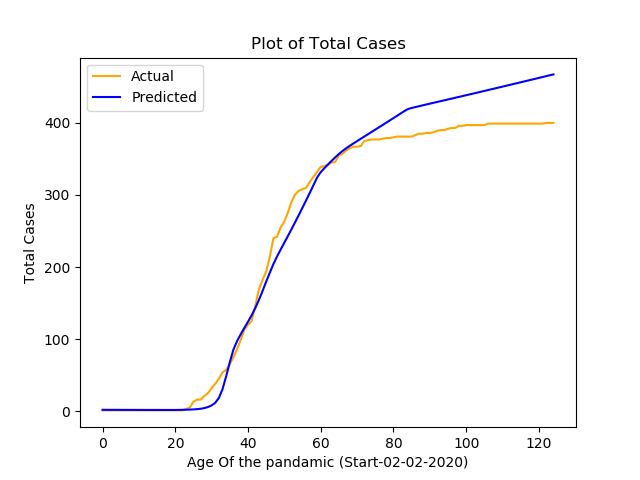 Plot of Total Cases
Actual
Predicted
400
300
200
100
0
Total Cases
0 20 40 60 80 100 120
Age Of the pandamic (Start-02-02-2020)